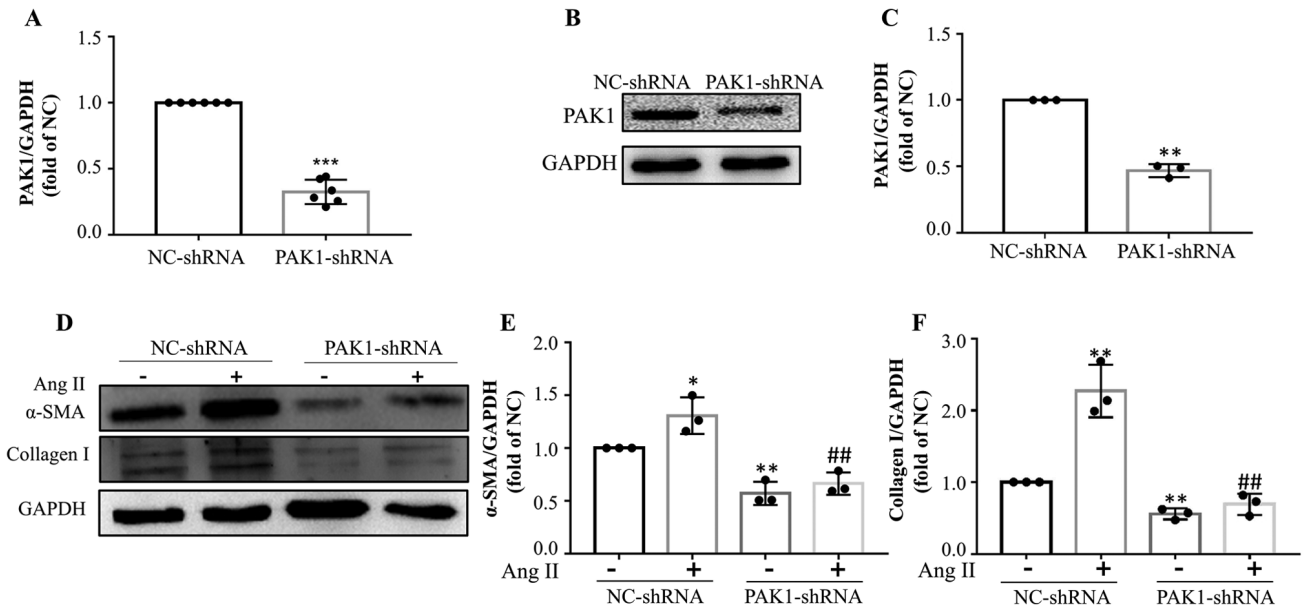 A
PAK1/GAPDH
(fold of NC)
1.5
1.0
0.5
0.0
***
NC-shRNA
PAK1-shRNA
B
NC-shRNA PAK1-shRNA
PAK1
GAPDH
C
PAK1/GAPDH
(fold of NC)
1.5
1.0
0.5
0.0
**
NC-shRNA
PAK1-shRNA
D
NC-shRNA PAK1-shRNA
Ang II - + - +
α-SMA
Collagen I
GAPDH
E
α-SMA/GAPDH
(fold of NC)
2.0
1.5
1.0
0.5
0.0
*
**
##
Ang II - + - +
NC-shRNA PAK1-shRNA
F
Collagen I/GAPDH
(fold of NC)
3.0
2.0
1.0
0.0
**
**
##
Ang II - + - +
NC-shRNA PAK1-shRNA